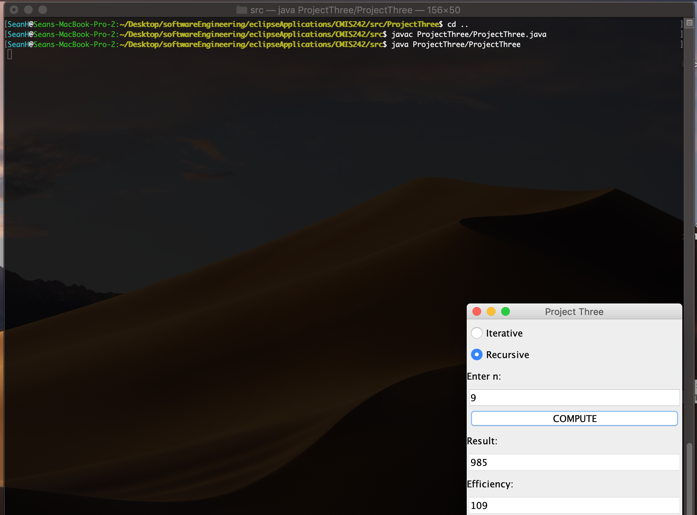 src — java ProjectThree/ProjectThree — 156×50
[SeanH@Seans-MacBook-Pro-2:~/Desktop/softwareEngineering/eclipseApplications/CMIS242/src/ProjectThree$ cd ..
[SeanH@Seans-MacBook-Pro-2:~/Desktop/softwareEngineering/eclipseApplications/CMIS242/src$ javac ProjectThree/ProjectThree.java
[SeanH@Seans-MacBook-Pro-2:~/Desktop/softwareEngineering/eclipseApplications/CMIS242/src$ java ProjectThree/ProjectThree
Project Three
Iterative
Recursive
Enter n:
9
COMPUTE
Result:
985
Efficiency:
109